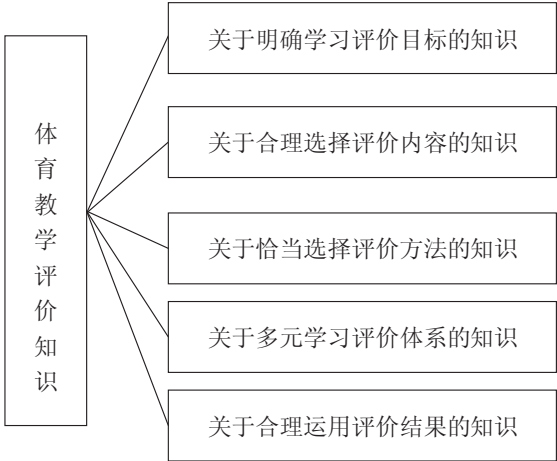 体育教学评价知识
关于明确学习评价目标的知识
关于合理选择评价内容的知识
关于恰当选择评价方法的知识
关于多元学习评价体系的知识
关于合理运用评价结果的知识